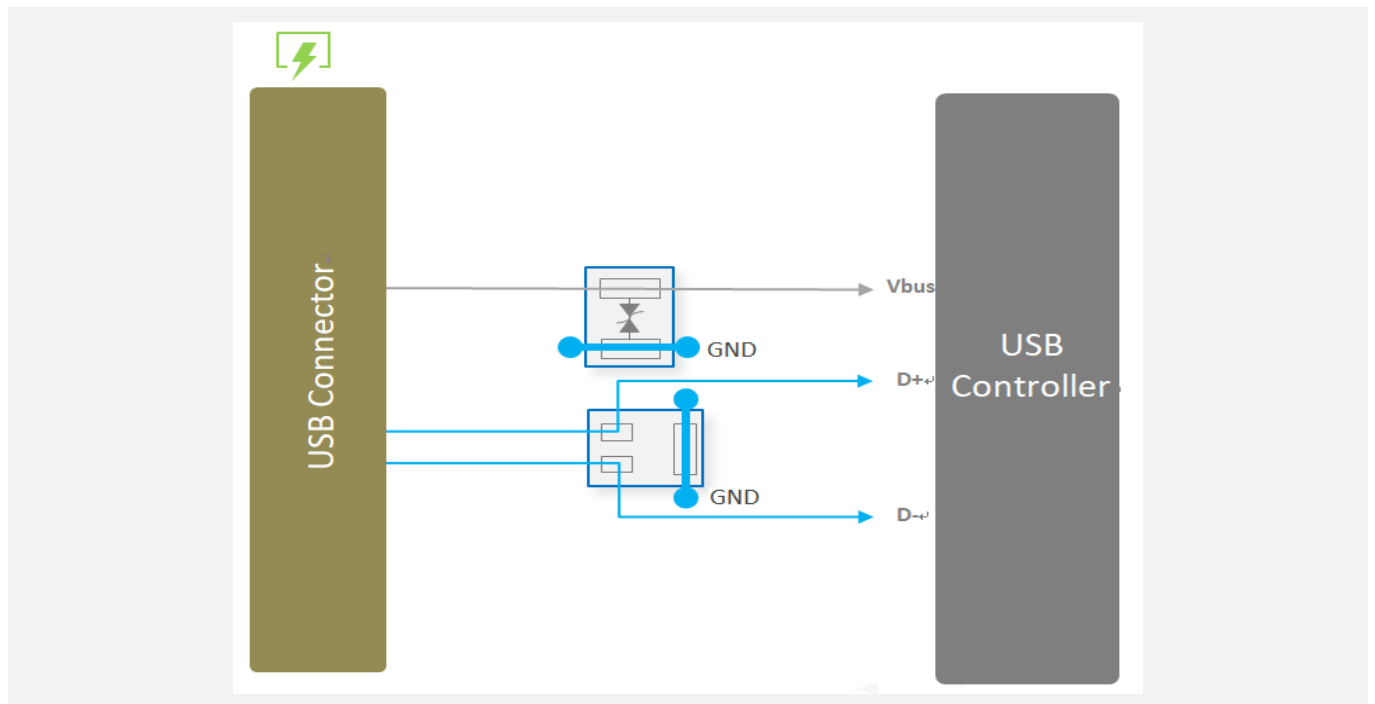 USB Connector
Vbus
GND
D+
USB
Controller
GND
D-